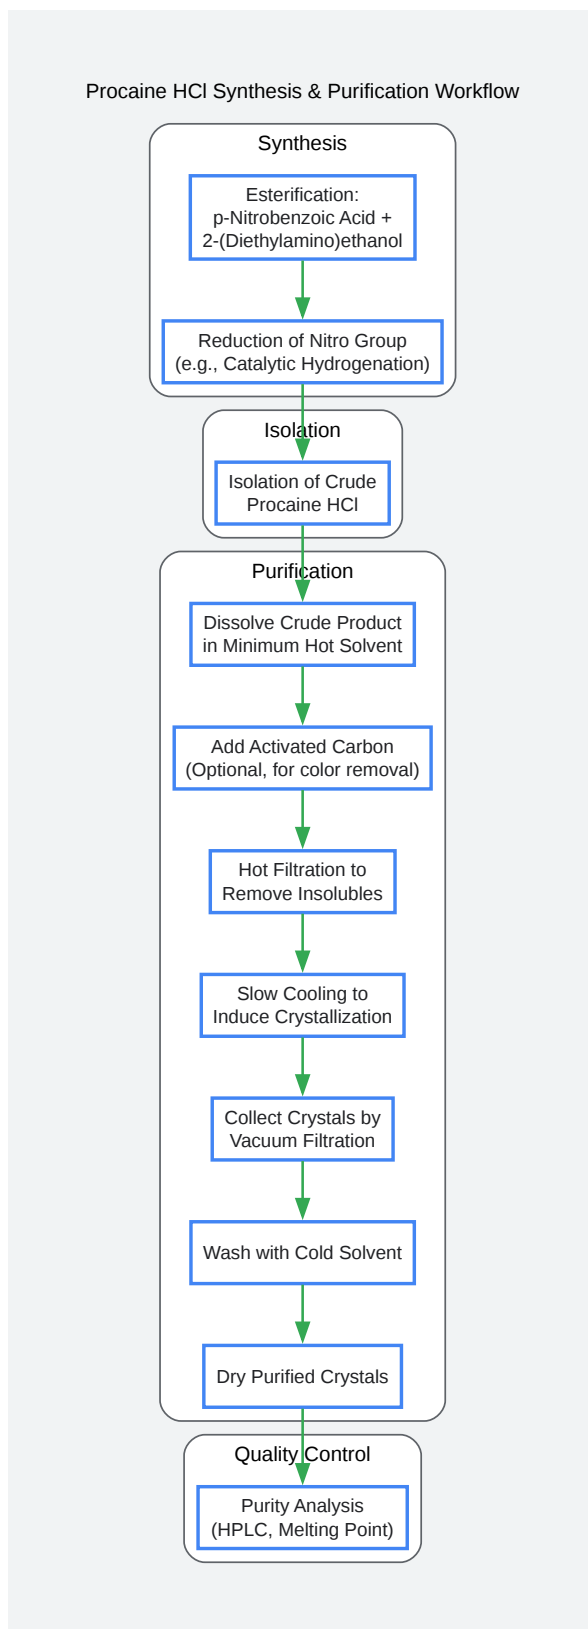 Procaine HCl Synthesis & Purification Workflow
Synthesis
Esterification:
p-Nitrobenzoic Acid +
2-(Diethylamino)ethanol
Reduction of Nitro Group
(e.g., Catalytic Hydrogenation)
Isolation
Isolation of Crude
Procaine HCl
Purification
Dissolve Crude Product
in Minimum Hot Solvent
Add Activated Carbon
(Optional, for color removal)
Hot Filtration to
Remove Insolubles
Slow Cooling to
Induce Crystallization
Collect Crystals by
Vacuum Filtration
Wash with Cold Solvent
Dry Purified Crystals
Quality Control
Purity Analysis
(HPLC, Melting Point)